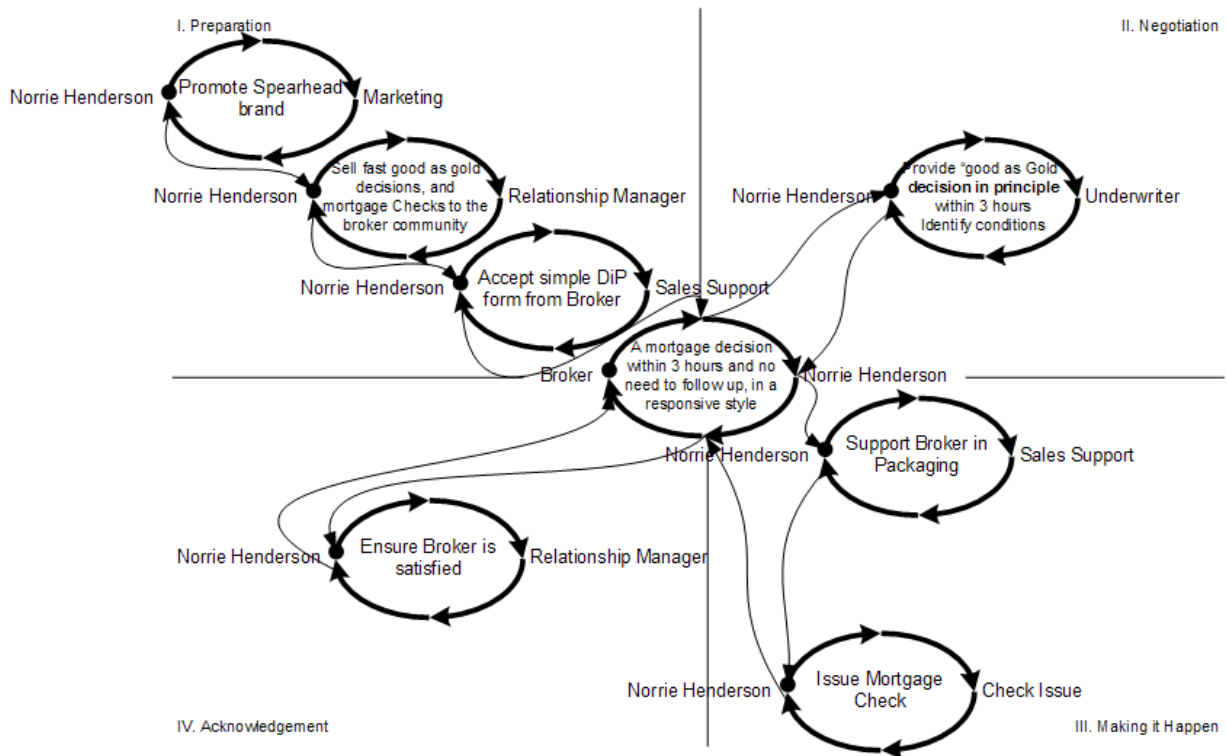 I. Preparation
II. Negotiation
Norrie Henderson
Promote Spearhead
brand
Marketing
Norrie Henderson
Sell fast good as gold
decisions, and
mortgage Checks to the
broker community
Relationship Manager
Norrie Henderson
Provide “good as Gold
decision in principle
within 3 hours
Identify conditions
Underwriter
Norrie Henderson
Accept simple DiP
form from Broker
Sales Support
Broker
A mortgage decision
within 3 hours and no
need to follow up, in a
responsive style
Norrie Henderson
Norrie Henderson
Support Broker in
Packaging
Sales Support
Norrie Henderson
Ensure Broker is
satisfied
Relationship Manager
Norrie Henderson
Issue Mortgage
Check
Check Issue
IV. Acknowledgement
III. Making it Happen